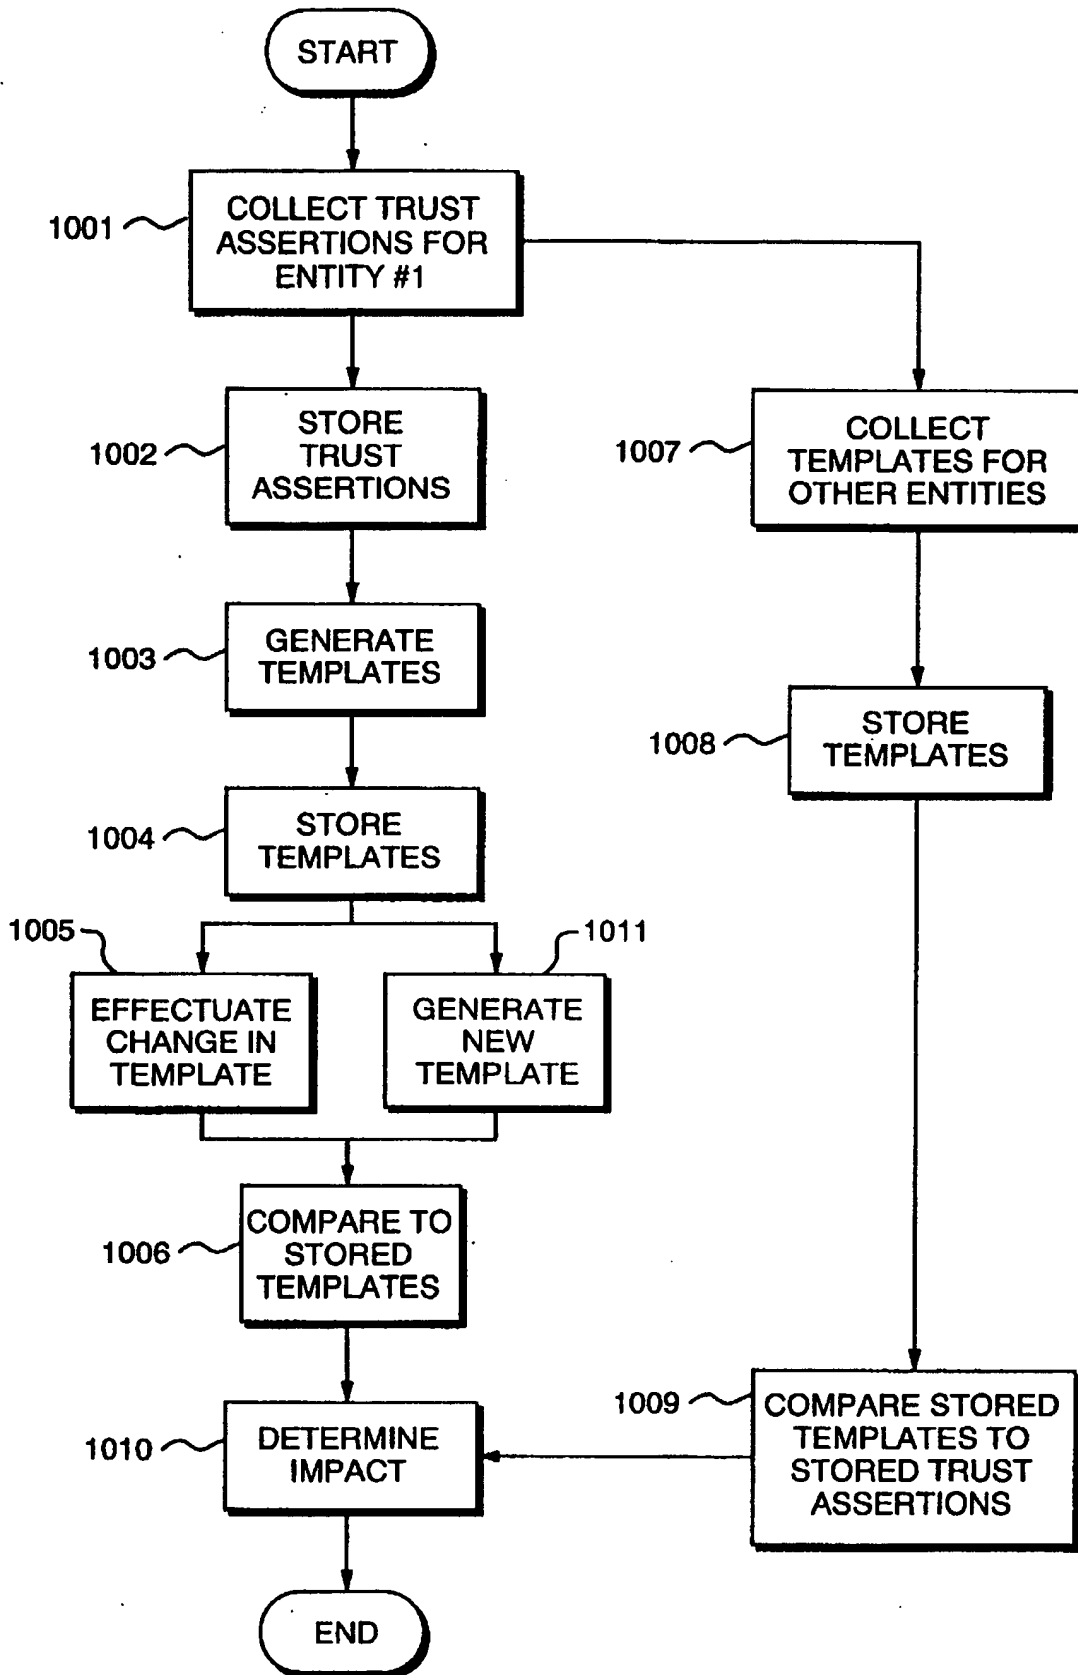 START
1001
COLLECT TRUST
ASSERTIONS FOR
ENTITY #1
1002
STORE
TRUST
ASSERTIONS
1007
COLLECT
TEMPLATES FOR
OTHER ENTITIES
1003
GENERATE
TEMPLATES
1008
STORE
TEMPLATES
1004
STORE
TEMPLATES
1005
EFFECTUATE
CHANGE IN
TEMPLATE
1011
GENERATE
NEW
TEMPLATE
1006
COMPARE TO
STORED
TEMPLATES
1009
COMPARE STORED
TEMPLATES TO
STORED TRUST
ASSERTIONS
1010
DETERMINE
IMPACT
END